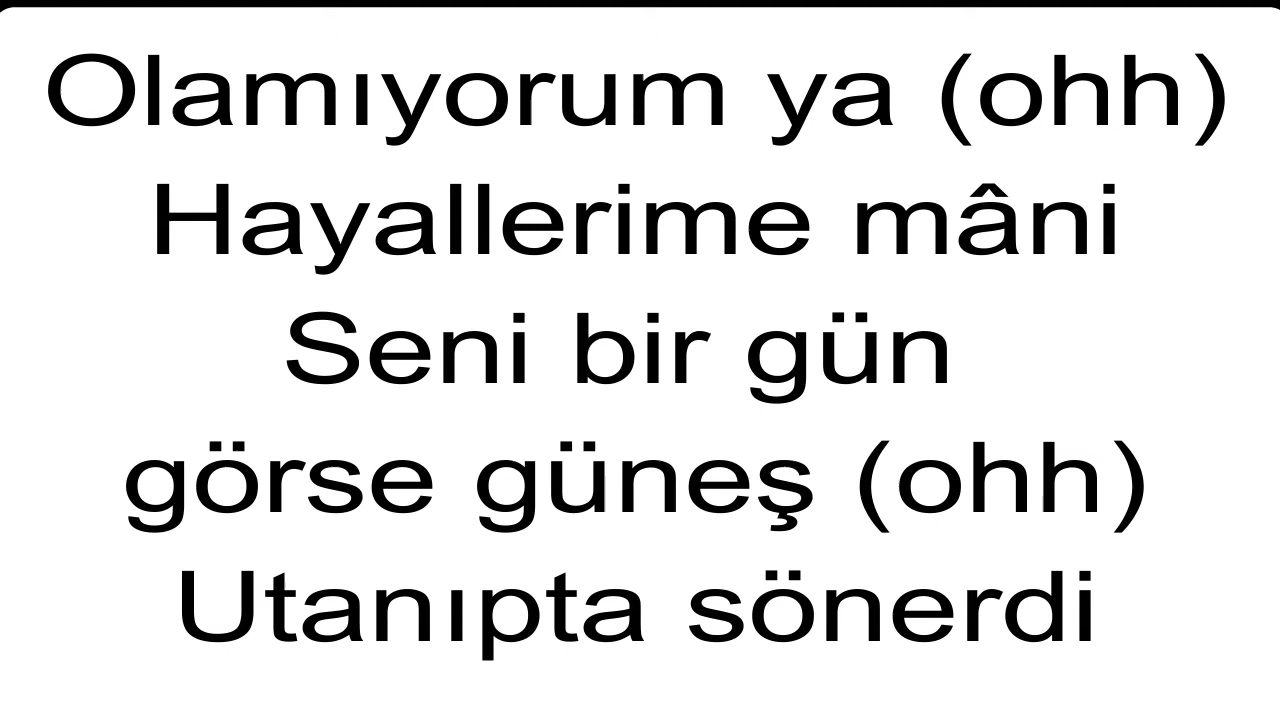 Olamıyorum ya (ohh)
Hayallerime mâni
Seni bir gün
görse güneş (ohh)
Utanıpta sönerdi